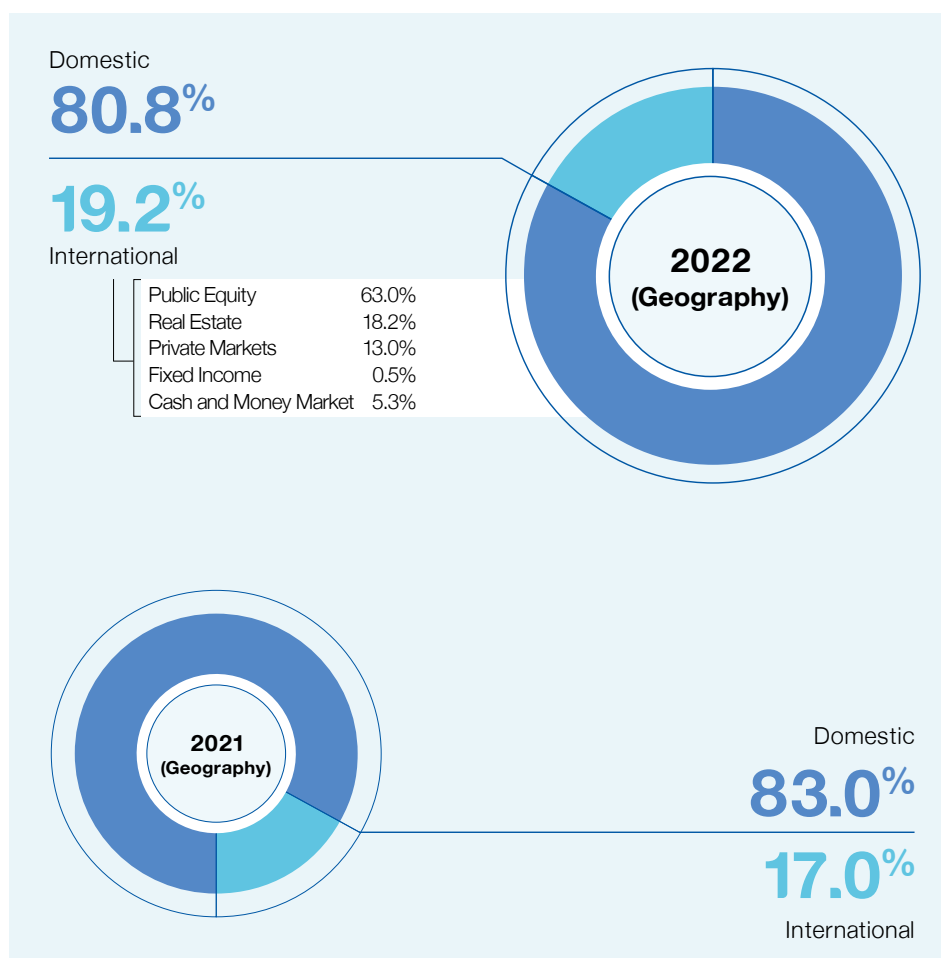 Domestic
80.8%
19.2%
International
Public Equity 63.0%
Real Estate 18.2%
Private Markets 13.0%
Fixed Income 0.5%
Cash and Money Market 5.3%
2022
(Geography)
2021
(Geography)
Domestic
83.0%
17.0%
International